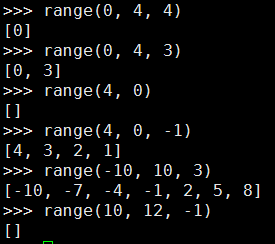 >>> range(0, 4, 4)
[0]
>>> range(0, 4, 3)
[0, 3]
>>> range(4, 0)
[]
>>> range(4, 0, -1)
[4, 3, 2, 1]
>>> range(-10, 10, 3)
[-10, -7, -4, -1, 2, 5, 8]
>>> range(10, 12, -1)
[]